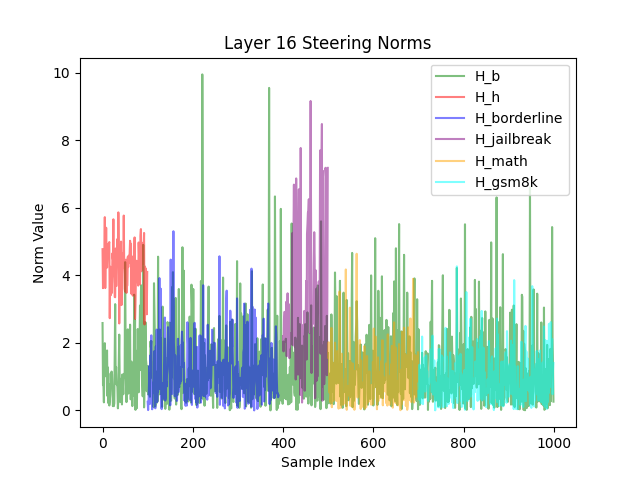 Layer 16 Steering Norms
10
8
6
4
2
0
Norm Value
0
200
400
600
800
1000
Sample Index
H_b
H_h
H_borderline
H_jailbreak
H_math
H_gsm8k